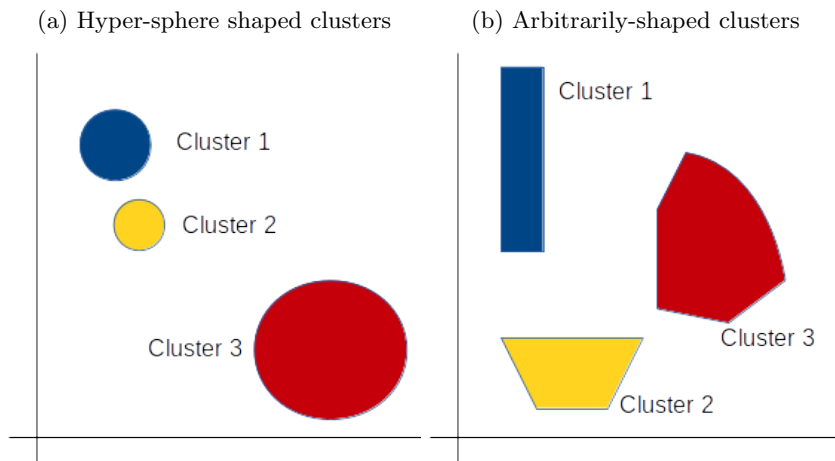 (a) Hyper-sphere shaped clusters
Cluster 1
Cluster 2
Cluster 3
(b) Arbitrarily-shaped clusters
Cluster 1
Cluster 3
Cluster 2